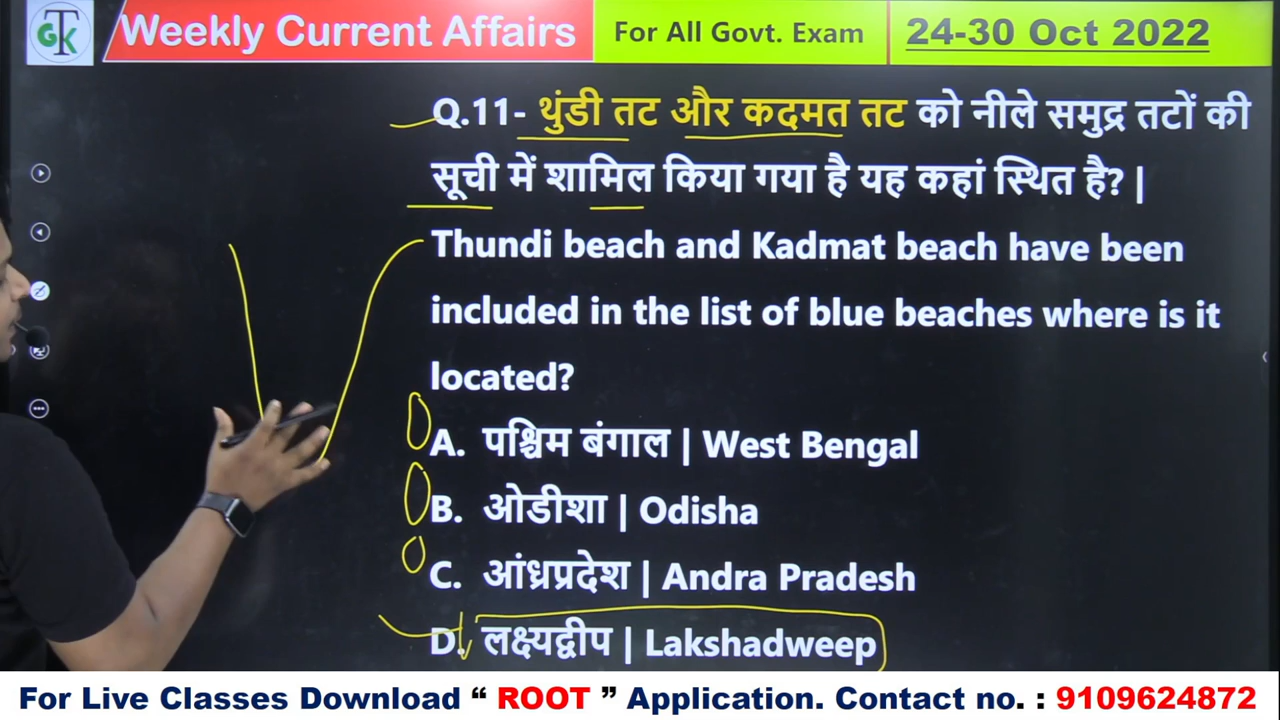 GTK
Weekly Current Affairs
For All Govt. Exam
24-30 Oct 2022
Q.11- थुंडी तट और कदमत तट को नीले समुद्र तटों की
सूची में शामिल किया गया है यह कहां स्थित है? |
Thundi beach and Kadmat beach have been
included in the list of blue beaches where is it
located?
A. पश्चिम बंगाल | West Bengal
B. ओडीशा | Odisha
C. आंध्रप्रदेश | Andra Pradesh
D. लक्ष्यद्वीप | Lakshadweep
For Live Classes Download “ ROOT ” Application. Contact no. : 9109624872